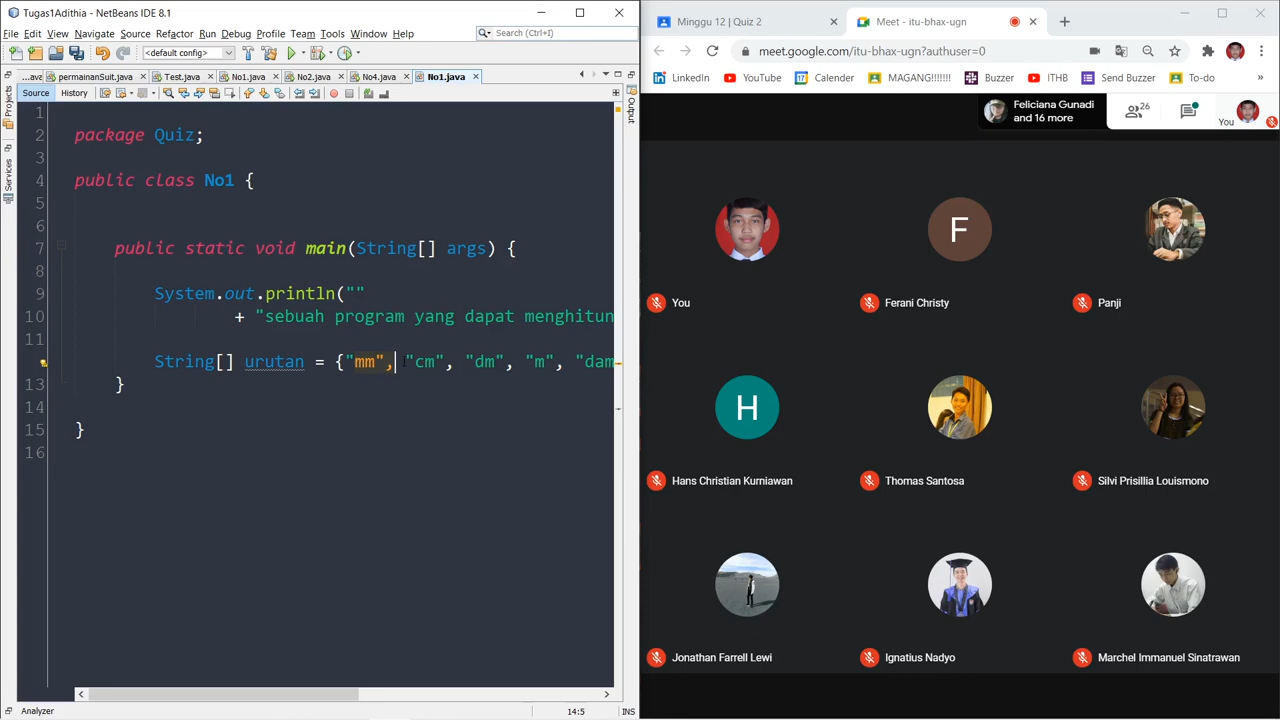 Tugas1Adithia - NetBeans IDE 8.1
File Edit View Navigate Source Refactor Run Debug Profile Team Tools Window Help
Search (Ctrl+I)
<default config>
...ava permainanSuit.java Test.java No1.java No2.java No4.java No1.java
Source History
Projects
Services
Output
1
2 package Quiz;
3
4 public class No1 {
5
6
7 public static void main(String[] args) {
8
9 System.out.println(""
10 + "sebuah program yang dapat menghitun
11
String[] urutan = {"mm", "cm", "dm", "m", "dam
13 }
14
15 }
16
Analyzer
14:5 INS
Minggu 12 | Quiz 2
Meet - itu-bhax-ugn
meet.google.com/itu-bhax-ugn?authuser=0
LinkedIn YouTube Calender MAGANG!!!!!!! Buzzer ITHB Send Buzzer To-do »
Feliciana Gunadi
and 16 more
26
You
F
You
Ferani Christy
Panji
H
Hans Christian Kurniawan
Thomas Santosa
Silvi Prisillia Louismono
Jonathan Farrell Lewi
Ignatius Nadyo
Marchel Immanuel Sinatrawan